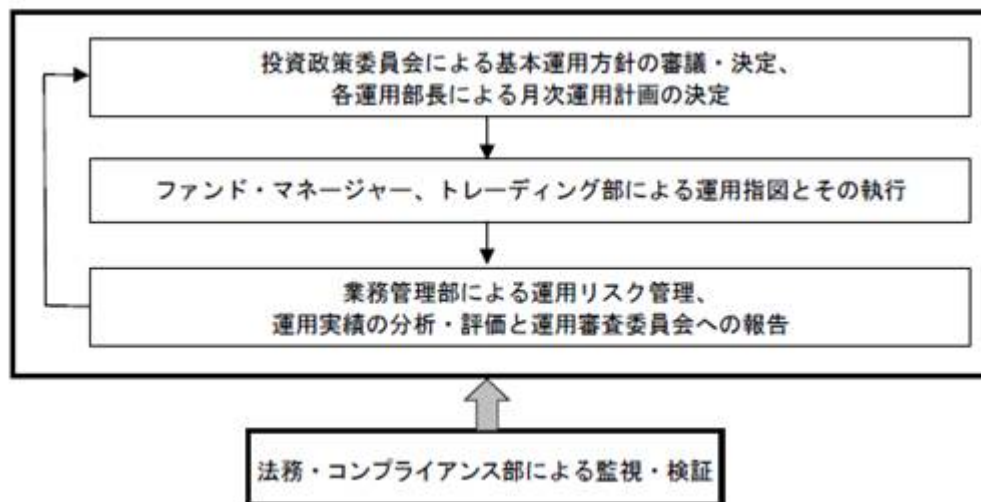 投資政策委員会による基本運用方針の審議・決定、
各運用部長による月次運用計画の決定
ファンド・マネージャー、トレーディング部による運用指図とその執行
業務管理部による運用リスク管理、
運用実績の分析・評価と運用審査委員会への報告
法務・コンプライアンス部による監視・検証